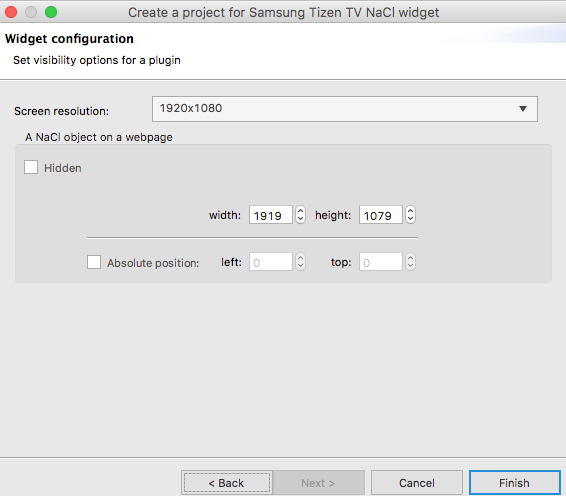 Create a project for Samsung Tizen TV NaCl widget
Widget configuration
Set visibility options for a plugin
Screen resolution: 1920x1080
A NaCl object on a webpage
Hidden
width: 1919 height: 1079
Absolute position: left: 0 top: 0
< Back Next > Cancel Finish